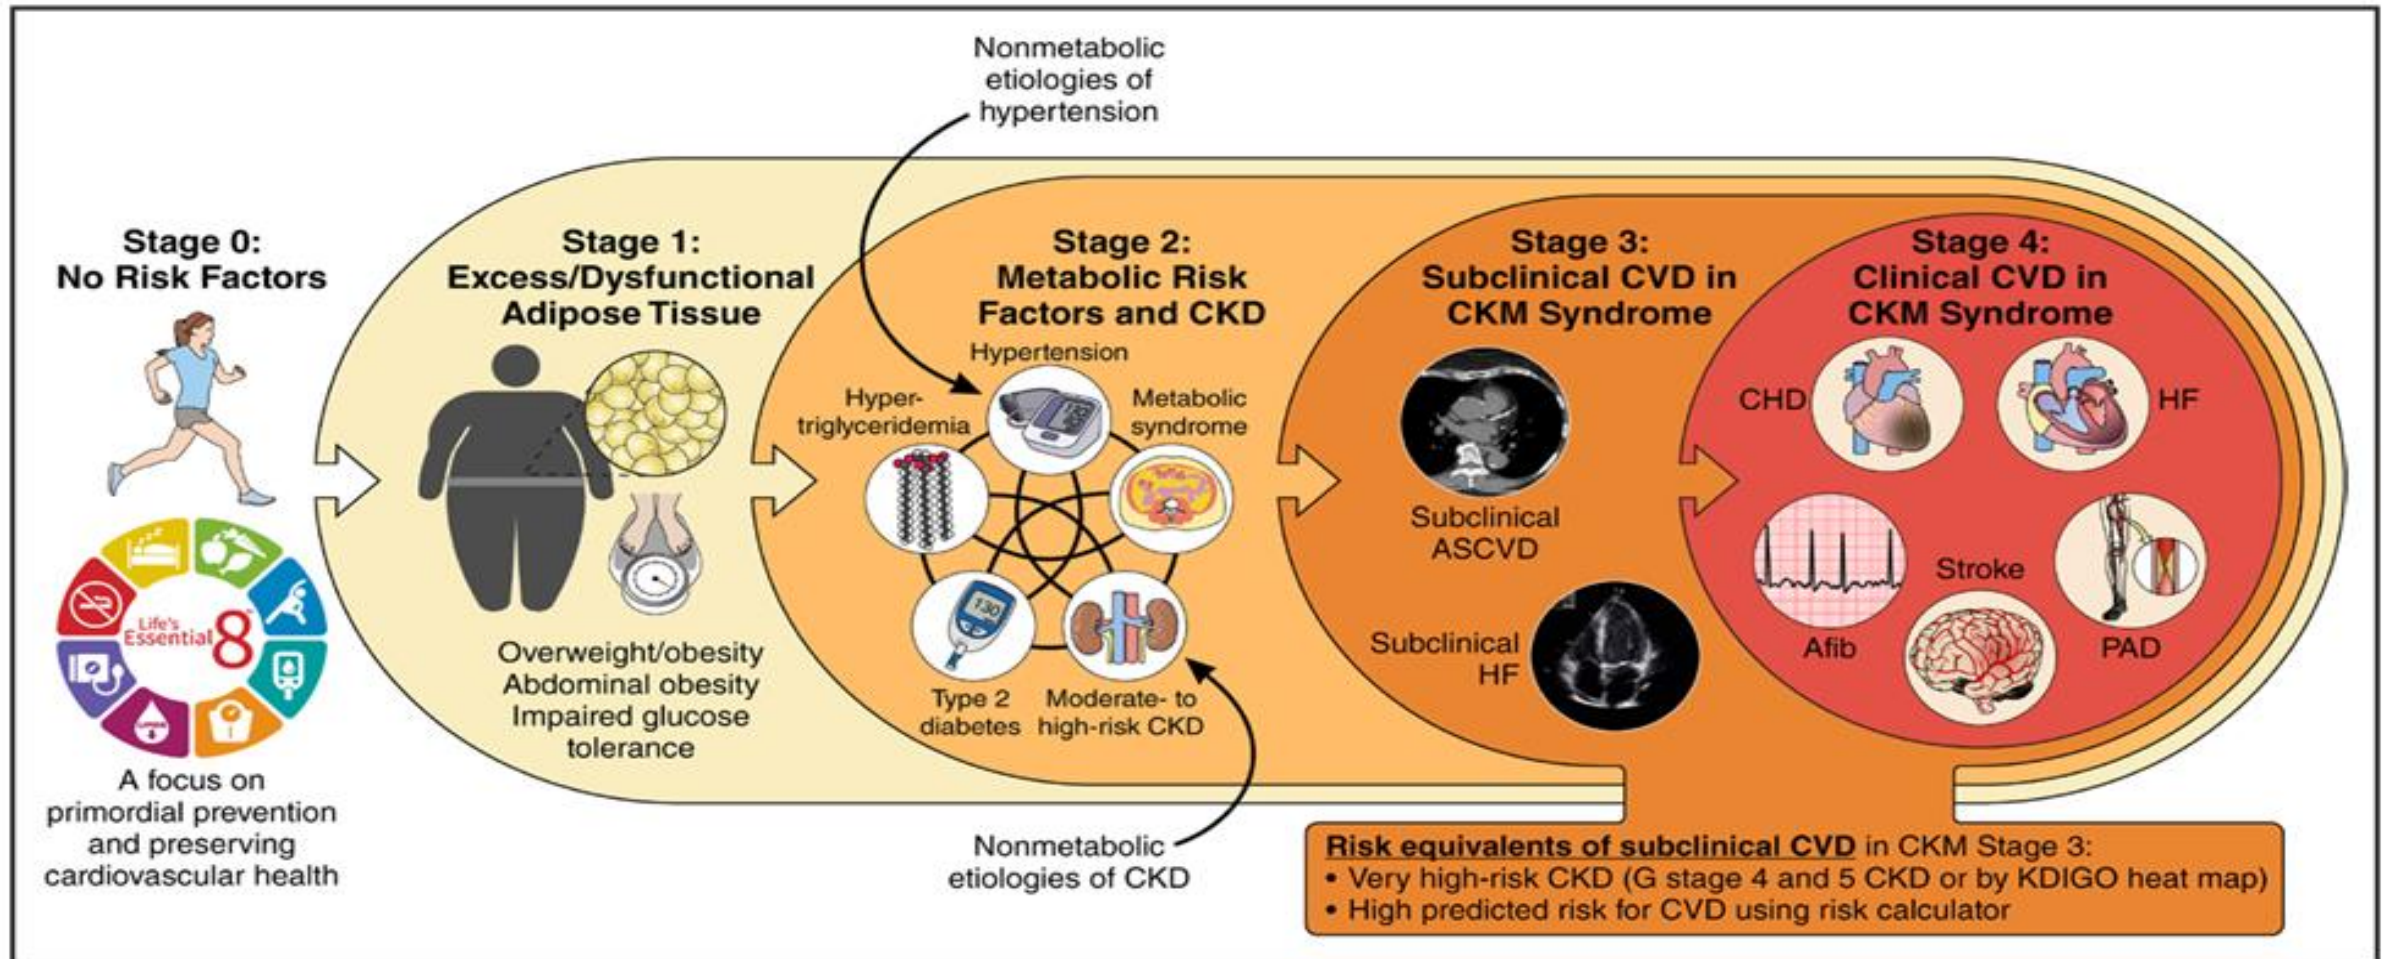 Nonmetabolic
etiologies of
hypertension
Stage 0:
No Risk Factors
Life's
Essential 8
A focus on
primordial prevention
and preserving
cardiovascular health
Stage 1:
Excess/Dysfunctional
Adipose Tissue
Overweight/obesity
Abdominal obesity
Impaired glucose
tolerance
Stage 2:
Metabolic Risk
Factors and CKD
Hypertension
Hyper-
triglyceridemia
Metabolic
syndrome
130
Type 2
diabetes
Moderate- to
high-risk CKD
Nonmetabolic
etiologies of CKD
Stage 3:
Subclinical CVD in
CKM Syndrome
Subclinical
ASCVD
Subclinical
HF
Stage 4:
Clinical CVD in
CKM Syndrome
CHD
HF
Afib
Stroke
PAD
Risk equivalents of subclinical CVD in CKM Stage 3:
• Very high-risk CKD (G stage 4 and 5 CKD or by KDIGO heat map)
• High predicted risk for CVD using risk calculator